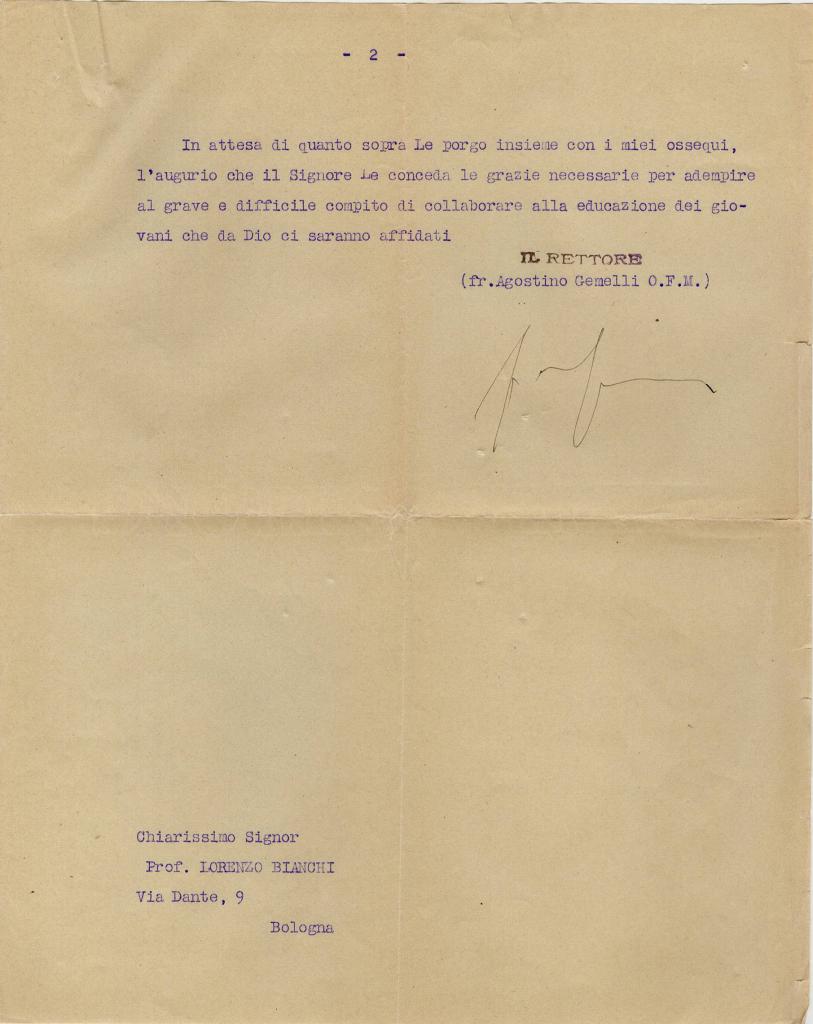 - 2 -
In attesa di quanto sopra Le porgo insieme con i miei ossequi,
l'augurio che il Signore Le conceda le grazie necessarie per adempire
al grave e difficile compito di collaborare alla educazione dei gio-
vani che da Dio ci saranno affidati
IL RETTORE
(fr.Agostino Gemelli O.F.M.)
Chiarissimo Signor
Prof. LORENZO BIANCHI
Via Dante, 9
Bologna